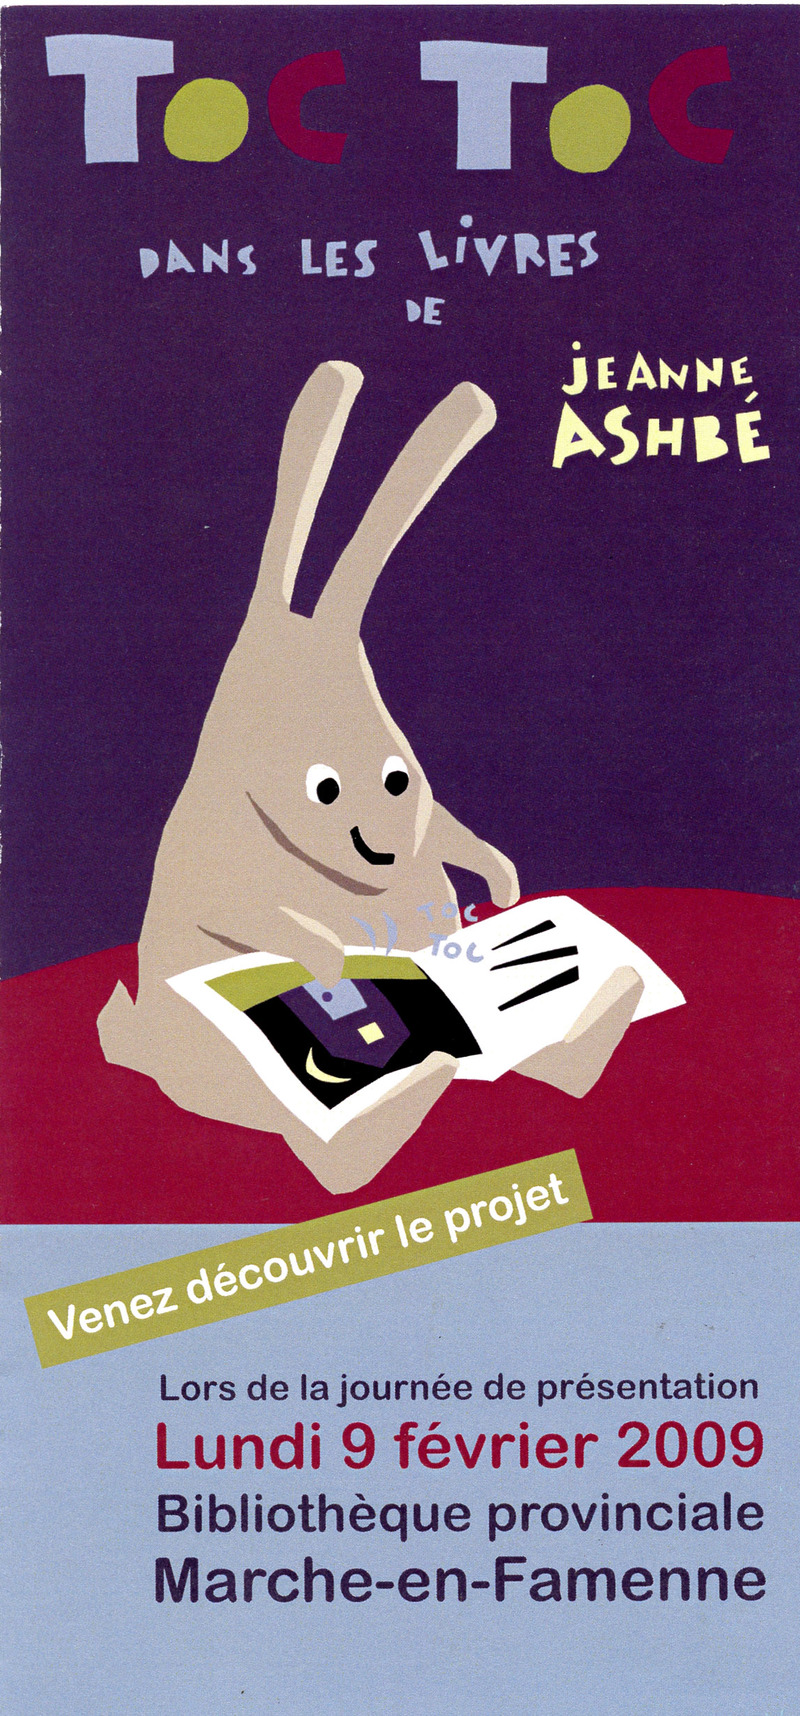 TOC TOC
DANS LES LiVRES
DE
jEANNE
ASHBÉ
TOC
TOC
Venez découvrir le projet
Lors de la journée de présentation
Lundi 9 février 2009
Bibliothèque provinciale
Marche-en-Famenne